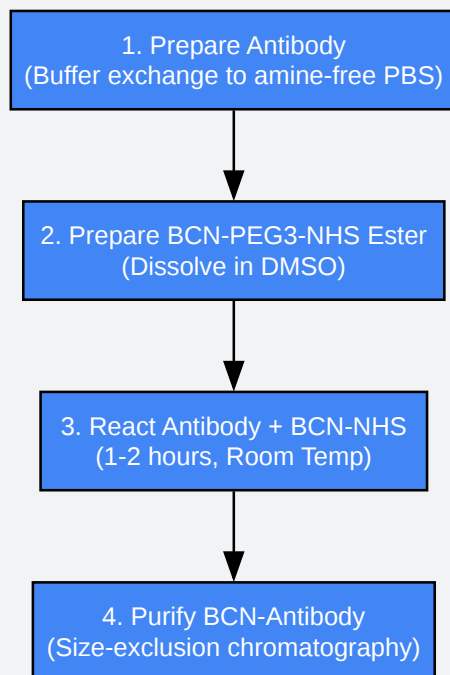 1. Prepare Antibody
(Buffer exchange to amine-free PBS)
2. Prepare BCN-PEG3-NHS Ester
(Dissolve in DMSO)
3. React Antibody + BCN-NHS
(1-2 hours, Room Temp)
4. Purify BCN-Antibody
(Size-exclusion chromatography)